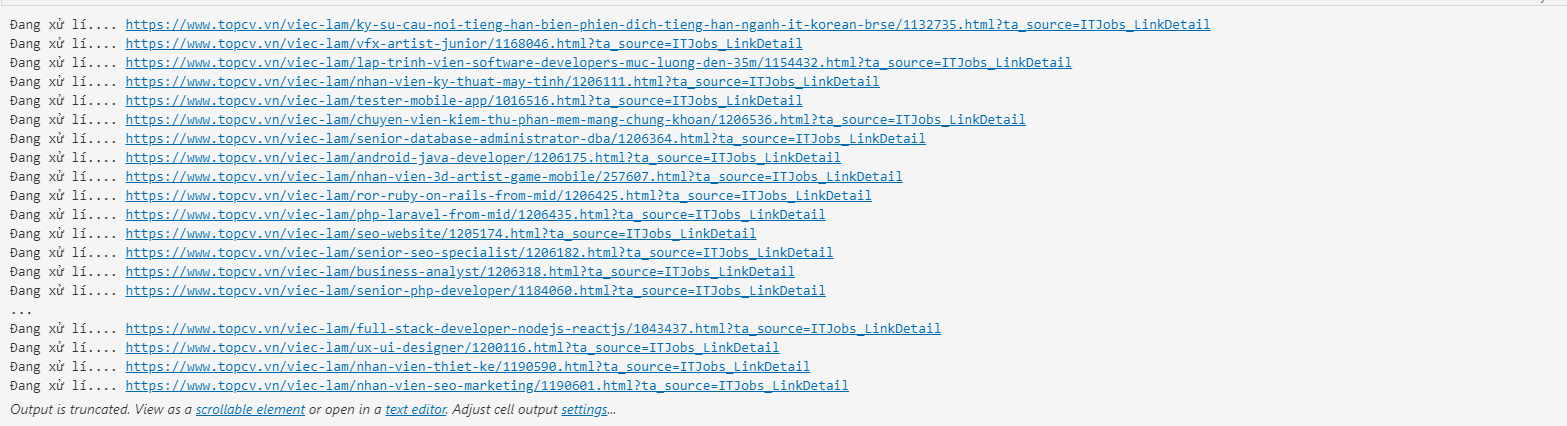 Đang xử lí.... https://www.topcv.vn/viec-lam/ky-su-cau-noi-tieng-han-bien-phien-dich-tieng-han-nganh-it-korean-brse/1132735.html?ta_source=ITJobs_LinkDetail
Đang xử lí.... https://www.topcv.vn/viec-lam/vfx-artist-junior/1168046.html?ta_source=ITJobs_LinkDetail
Đang xử lí.... https://www.topcv.vn/viec-lam/lap-trinh-vien-software-developers-muc-luong-den-35m/1154432.html?ta_source=ITJobs_LinkDetail
Đang xử lí.... https://www.topcv.vn/viec-lam/nhan-vien-ky-thuat-may-tinh/1206111.html?ta_source=ITJobs_LinkDetail
Đang xử lí.... https://www.topcv.vn/viec-lam/tester-mobile-app/1016516.html?ta_source=ITJobs_LinkDetail
Đang xử lí.... https://www.topcv.vn/viec-lam/chuyen-vien-kiem-thu-phan-mem-mang-chung-khoan/1206536.html?ta_source=ITJobs_LinkDetail
Đang xử lí.... https://www.topcv.vn/viec-lam/senior-database-administrator-dba/1206364.html?ta_source=ITJobs_LinkDetail
Đang xử lí.... https://www.topcv.vn/viec-lam/android-java-developer/1206175.html?ta_source=ITJobs_LinkDetail
Đang xử lí.... https://www.topcv.vn/viec-lam/nhan-vien-3d-artist-game-mobile/257607.html?ta_source=ITJobs_LinkDetail
Đang xử lí.... https://www.topcv.vn/viec-lam/ror-ruby-on-rails-from-mid/1206425.html?ta_source=ITJobs_LinkDetail
Đang xử lí.... https://www.topcv.vn/viec-lam/php-laravel-from-mid/1206435.html?ta_source=ITJobs_LinkDetail
Đang xử lí.... https://www.topcv.vn/viec-lam/seo-website/1205174.html?ta_source=ITJobs_LinkDetail
Đang xử lí.... https://www.topcv.vn/viec-lam/senior-seo-specialist/1206182.html?ta_source=ITJobs_LinkDetail
Đang xử lí.... https://www.topcv.vn/viec-lam/business-analyst/1206318.html?ta_source=ITJobs_LinkDetail
Đang xử lí.... https://www.topcv.vn/viec-lam/senior-php-developer/1184060.html?ta_source=ITJobs_LinkDetail
...
Đang xử lí.... https://www.topcv.vn/viec-lam/full-stack-developer-nodejs-reactjs/1043437.html?ta_source=ITJobs_LinkDetail
Đang xử lí.... https://www.topcv.vn/viec-lam/ux-ui-designer/1200116.html?ta_source=ITJobs_LinkDetail
Đang xử lí.... https://www.topcv.vn/viec-lam/nhan-vien-thiet-ke/1190590.html?ta_source=ITJobs_LinkDetail
Đang xử lí.... https://www.topcv.vn/viec-lam/nhan-vien-seo-marketing/1190601.html?ta_source=ITJobs_LinkDetail
Output is truncated. View as a scrollable element or open in a text editor. Adjust cell output settings...